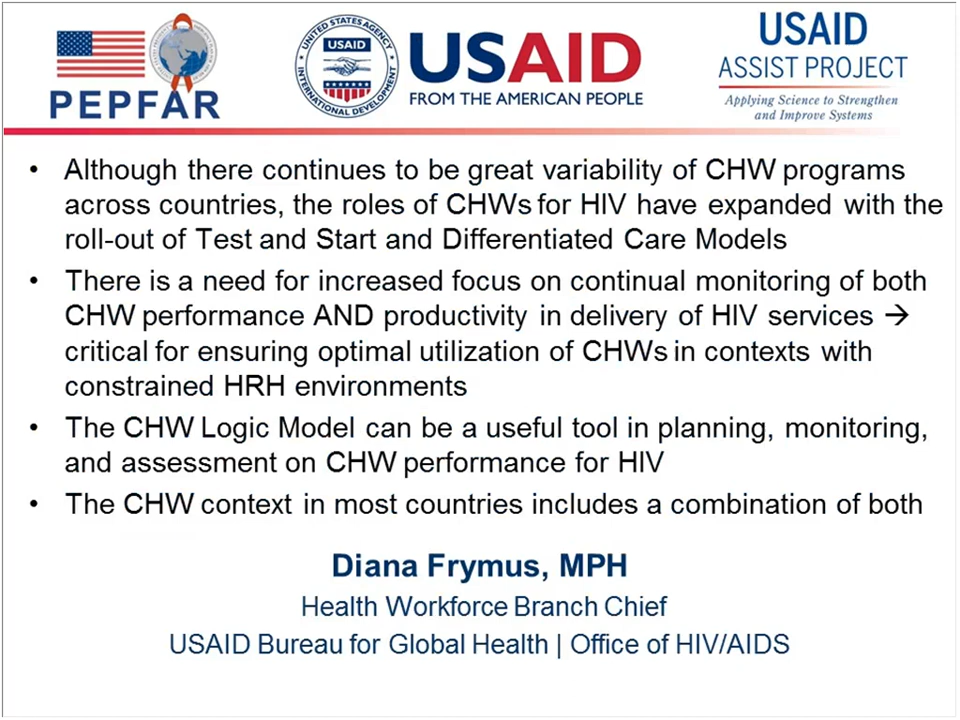 PEPFAR
UNITED STATES AGENCY
USAID
INTERNATIONAL DEVELOPMENT
USAID
FROM THE AMERICAN PEOPLE
USAID
ASSIST PROJECT
Applying Science to Strengthen
and Improve Systems
• Although there continues to be great variability of CHW programs
across countries, the roles of CHWs for HIV have expanded with the
roll-out of Test and Start and Differentiated Care Models
• There is a need for increased focus on continual monitoring of both
CHW performance AND productivity in delivery of HIV services →
critical for ensuring optimal utilization of CHWs in contexts with
constrained HRH environments
• The CHW Logic Model can be a useful tool in planning, monitoring,
and assessment on CHW performance for HIV
• The CHW context in most countries includes a combination of both
Diana Frymus, MPH
Health Workforce Branch Chief
USAID Bureau for Global Health | Office of HIV/AIDS